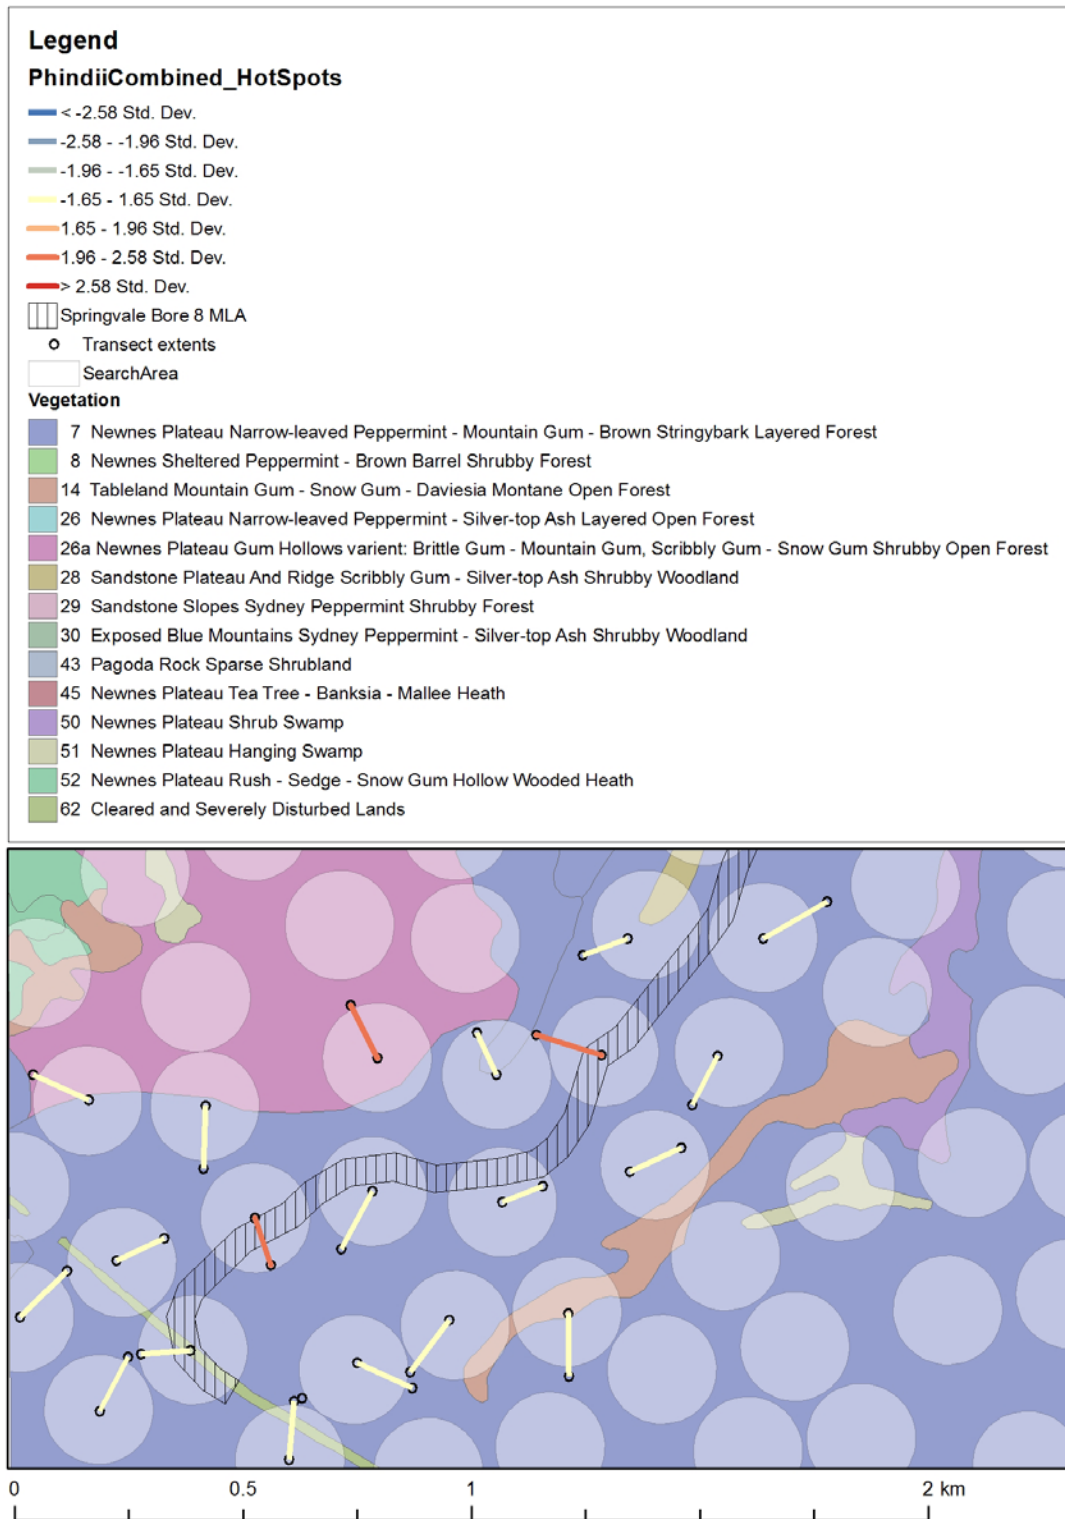 Legend
PhindiiCombined_HotSpots
< -2.58 Std. Dev.
-2.58 - -1.96 Std. Dev.
-1.96 - -1.65 Std. Dev.
-1.65 - 1.65 Std. Dev.
1.65 - 1.96 Std. Dev.
1.96 - 2.58 Std. Dev.
> 2.58 Std. Dev.
Springvale Bore 8 MLA
Transect extents
SearchArea
Vegetation
7 Newnes Plateau Narrow-leaved Peppermint - Mountain Gum - Brown Stringybark Layered Forest
8 Newnes Sheltered Peppermint - Brown Barrel Shrubby Forest
14 Tableland Mountain Gum - Snow Gum - Daviesia Montane Open Forest
26 Newnes Plateau Narrow-leaved Peppermint - Silver-top Ash Layered Open Forest
26a Newnes Plateau Gum Hollows varient: Brittle Gum - Mountain Gum, Scribbly Gum - Snow Gum Shrubby Open Forest
28 Sandstone Plateau And Ridge Scribbly Gum - Silver-top Ash Shrubby Woodland
29 Sandstone Slopes Sydney Peppermint Shrubby Forest
30 Exposed Blue Mountains Sydney Peppermint - Silver-top Ash Shrubby Woodland
43 Pagoda Rock Sparse Shrubland
45 Newnes Plateau Tea Tree - Banksia - Mallee Heath
50 Newnes Plateau Shrub Swamp
51 Newnes Plateau Hanging Swamp
52 Newnes Plateau Rush - Sedge - Snow Gum Hollow Wooded Heath
62 Cleared and Severely Disturbed Lands
0 0.5 1 2 km